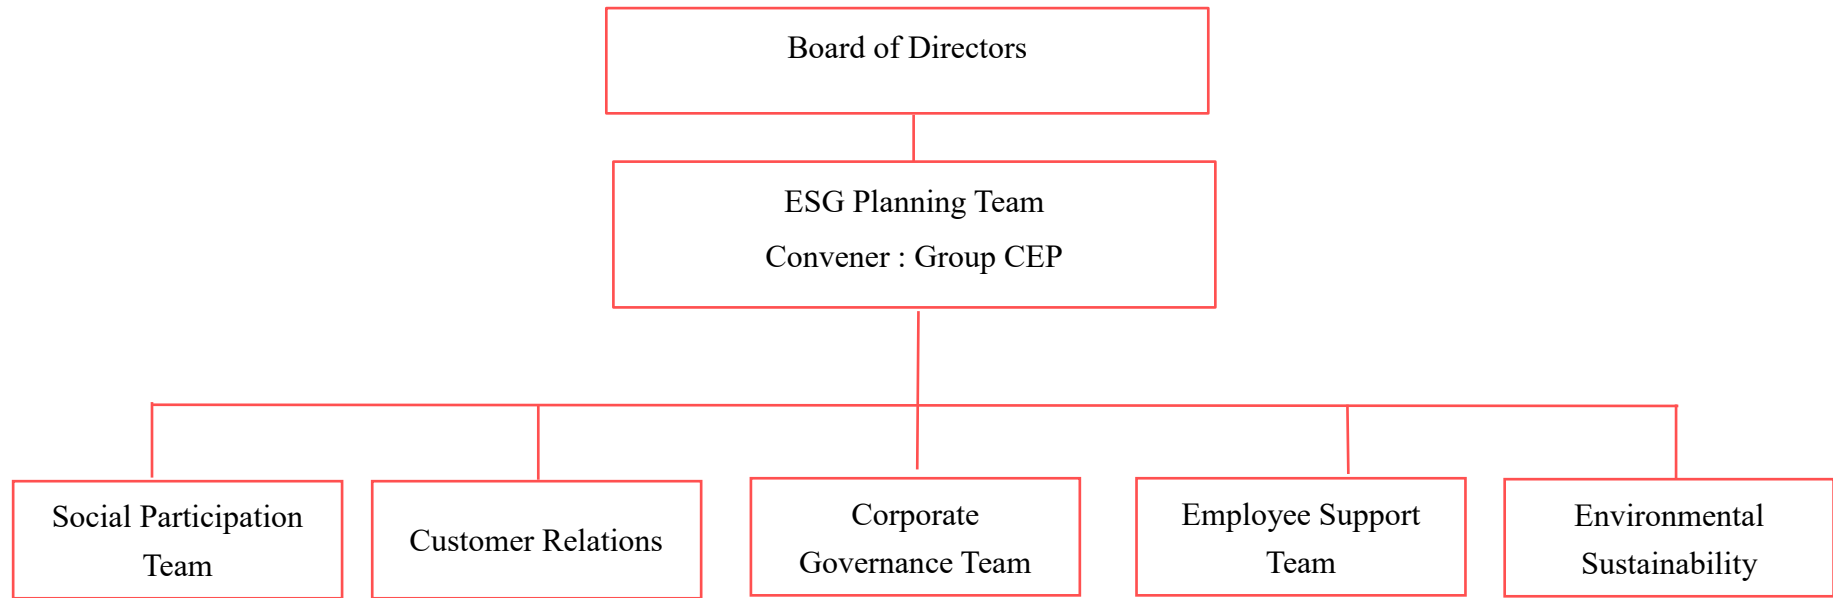 Board of Directors
ESG Planning Team
Convener : Group CEP
Social Participation
Team
Customer Relations
Corporate
Governance Team
Employee Support
Team
Environmental
Sustainability